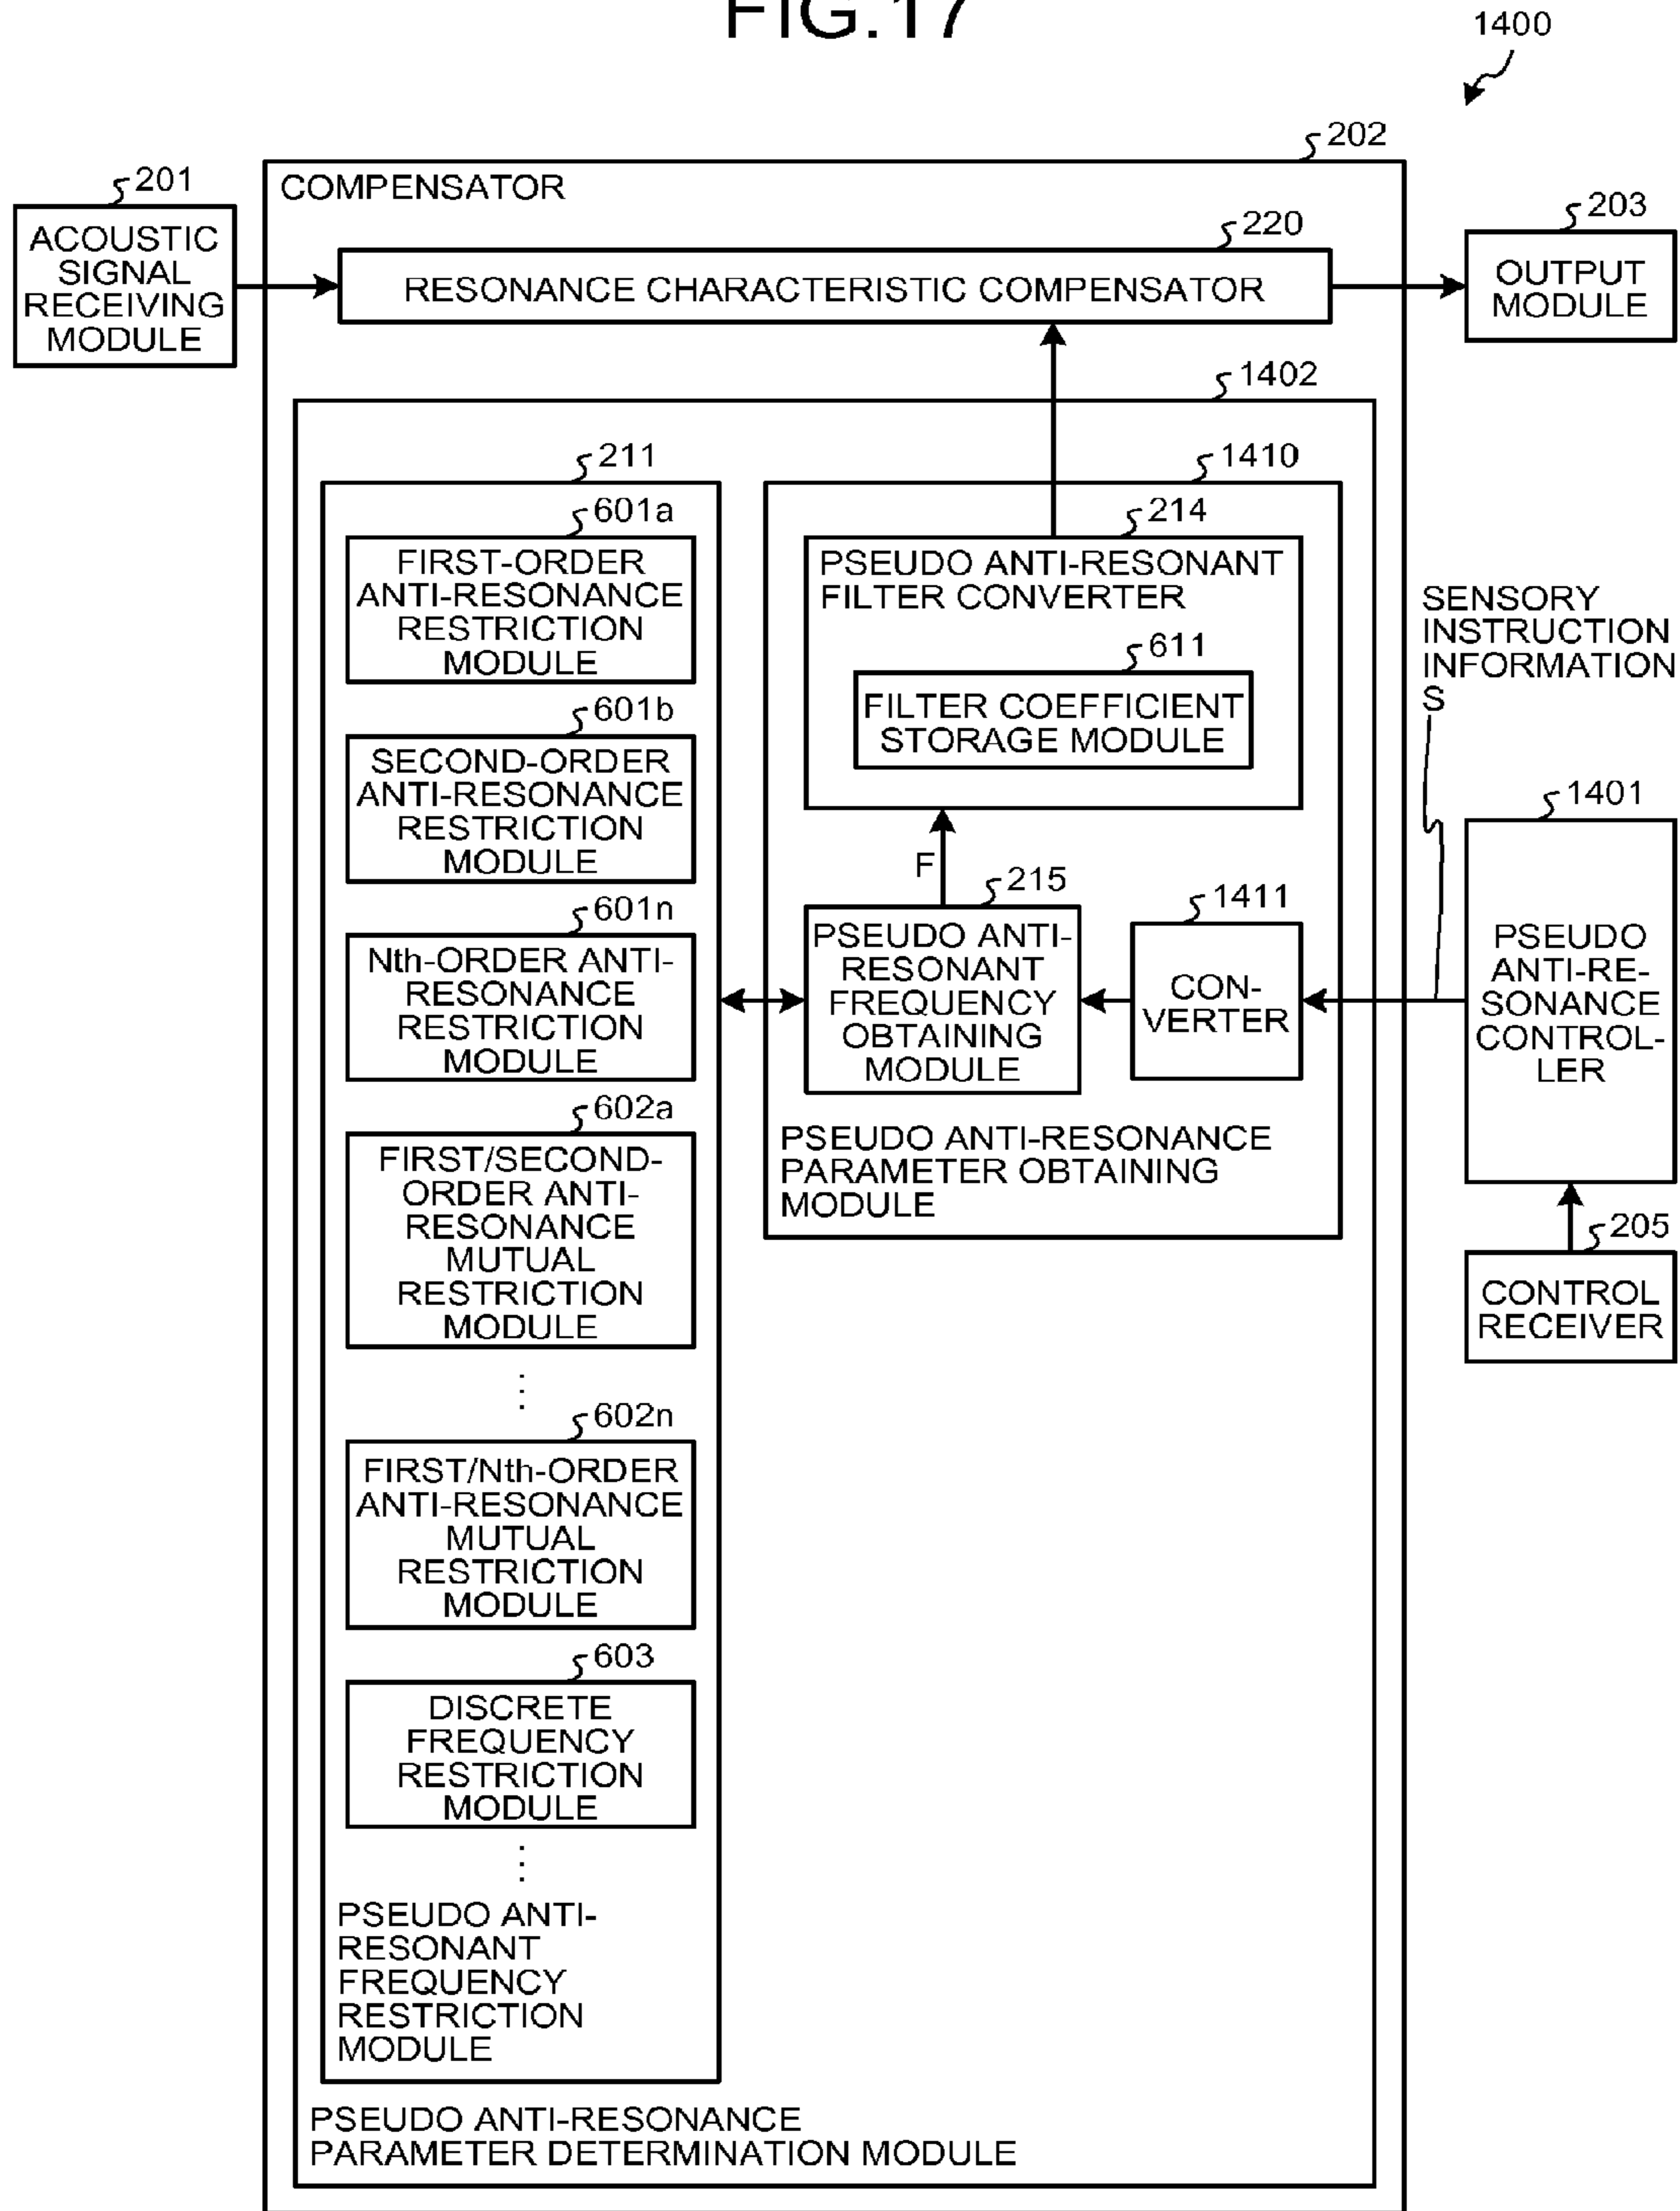 FIG.17
1400
202
COMPENSATOR
201
ACOUSTIC
SIGNAL
RECEIVING
MODULE
220
RESONANCE CHARACTERISTIC COMPENSATOR
203
OUTPUT
MODULE
1402
211
601a
FIRST-ORDER
ANTI-RESONANCE
RESTRICTION
MODULE
601b
SECOND-ORDER
ANTI-RESONANCE
RESTRICTION
MODULE
601n
Nth-ORDER ANTI-
RESONANCE
RESTRICTION
MODULE
602a
FIRST/SECOND-
ORDER ANTI-
RESONANCE
MUTUAL
RESTRICTION
MODULE
⋮
602n
FIRST/Nth-ORDER
ANTI-RESONANCE
MUTUAL
RESTRICTION
MODULE
603
DISCRETE
FREQUENCY
RESTRICTION
MODULE
⋮
PSEUDO ANTI-
RESONANT
FREQUENCY
RESTRICTION
MODULE
1410
214
PSEUDO ANTI-RESONANT
FILTER CONVERTER
611
FILTER COEFFICIENT
STORAGE MODULE
F
215
PSEUDO ANTI-
RESONANT
FREQUENCY
OBTAINING
MODULE
1411
CON-
VERTER
PSEUDO ANTI-RESONANCE
PARAMETER OBTAINING
MODULE
SENSORY
INSTRUCTION
INFORMATION
S
1401
PSEUDO
ANTI-RE-
SONANCE
CONTROL-
LER
205
CONTROL
RECEIVER
PSEUDO ANTI-RESONANCE
PARAMETER DETERMINATION MODULE